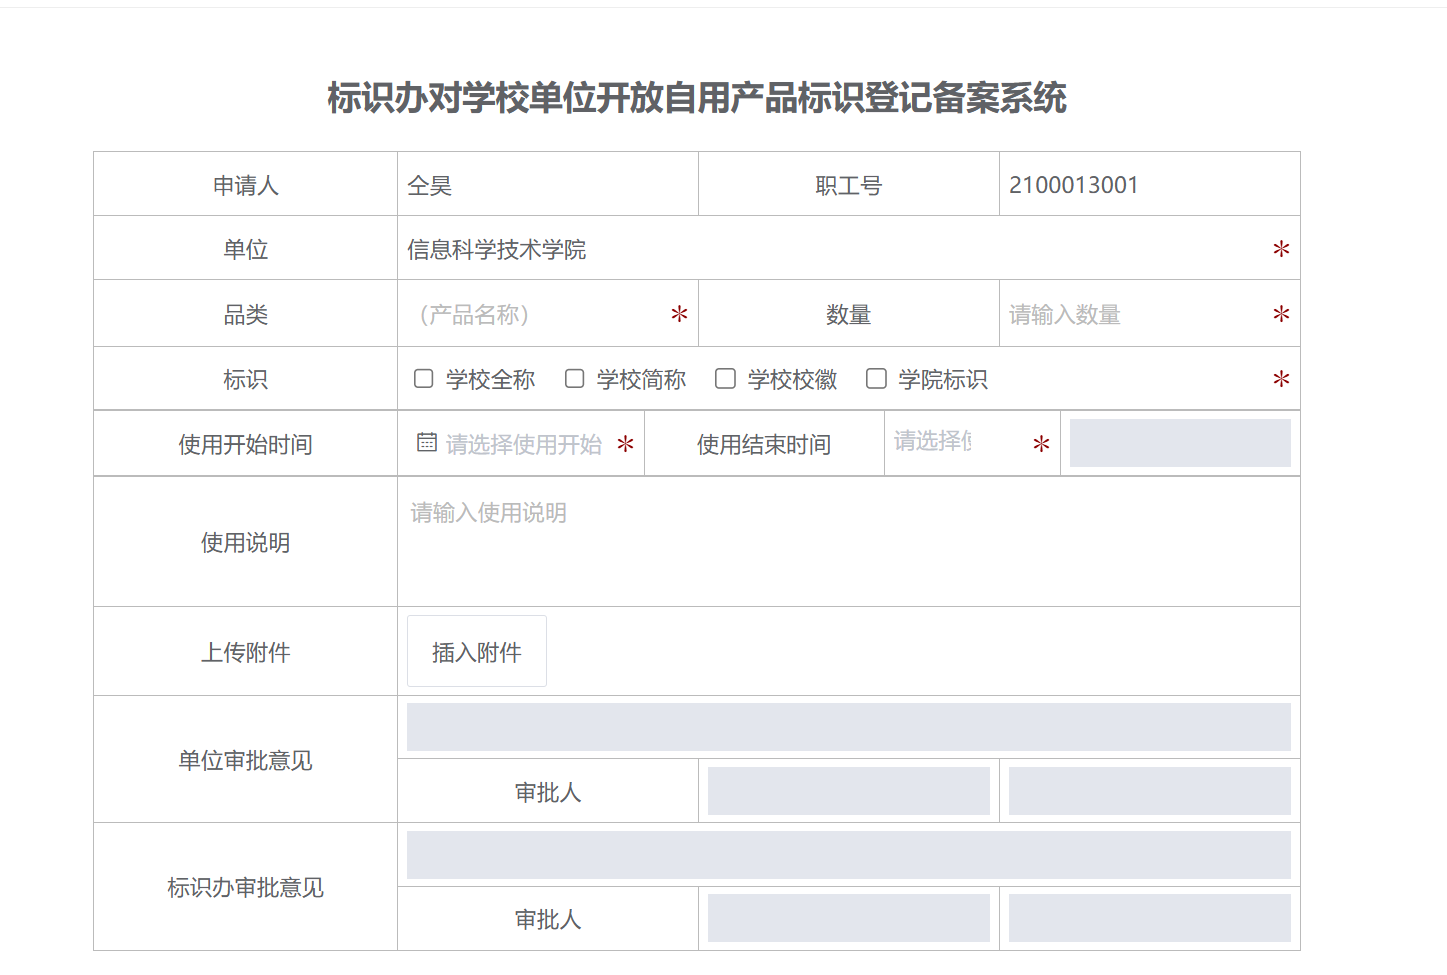 标识办对学校单位开放自用产品标识登记备案系统
申请人 仝昊 职工号 2100013001
单位 信息科学技术学院 *
品类 （产品名称） * 数量 请输入数量 *
标识 学校全称 学校简称 学校校徽 学院标识 *
使用开始时间 请选择使用开始 * 使用结束时间 请选择 *
使用说明 请输入使用说明
上传附件 插入附件
单位审批意见
审批人
标识办审批意见
审批人